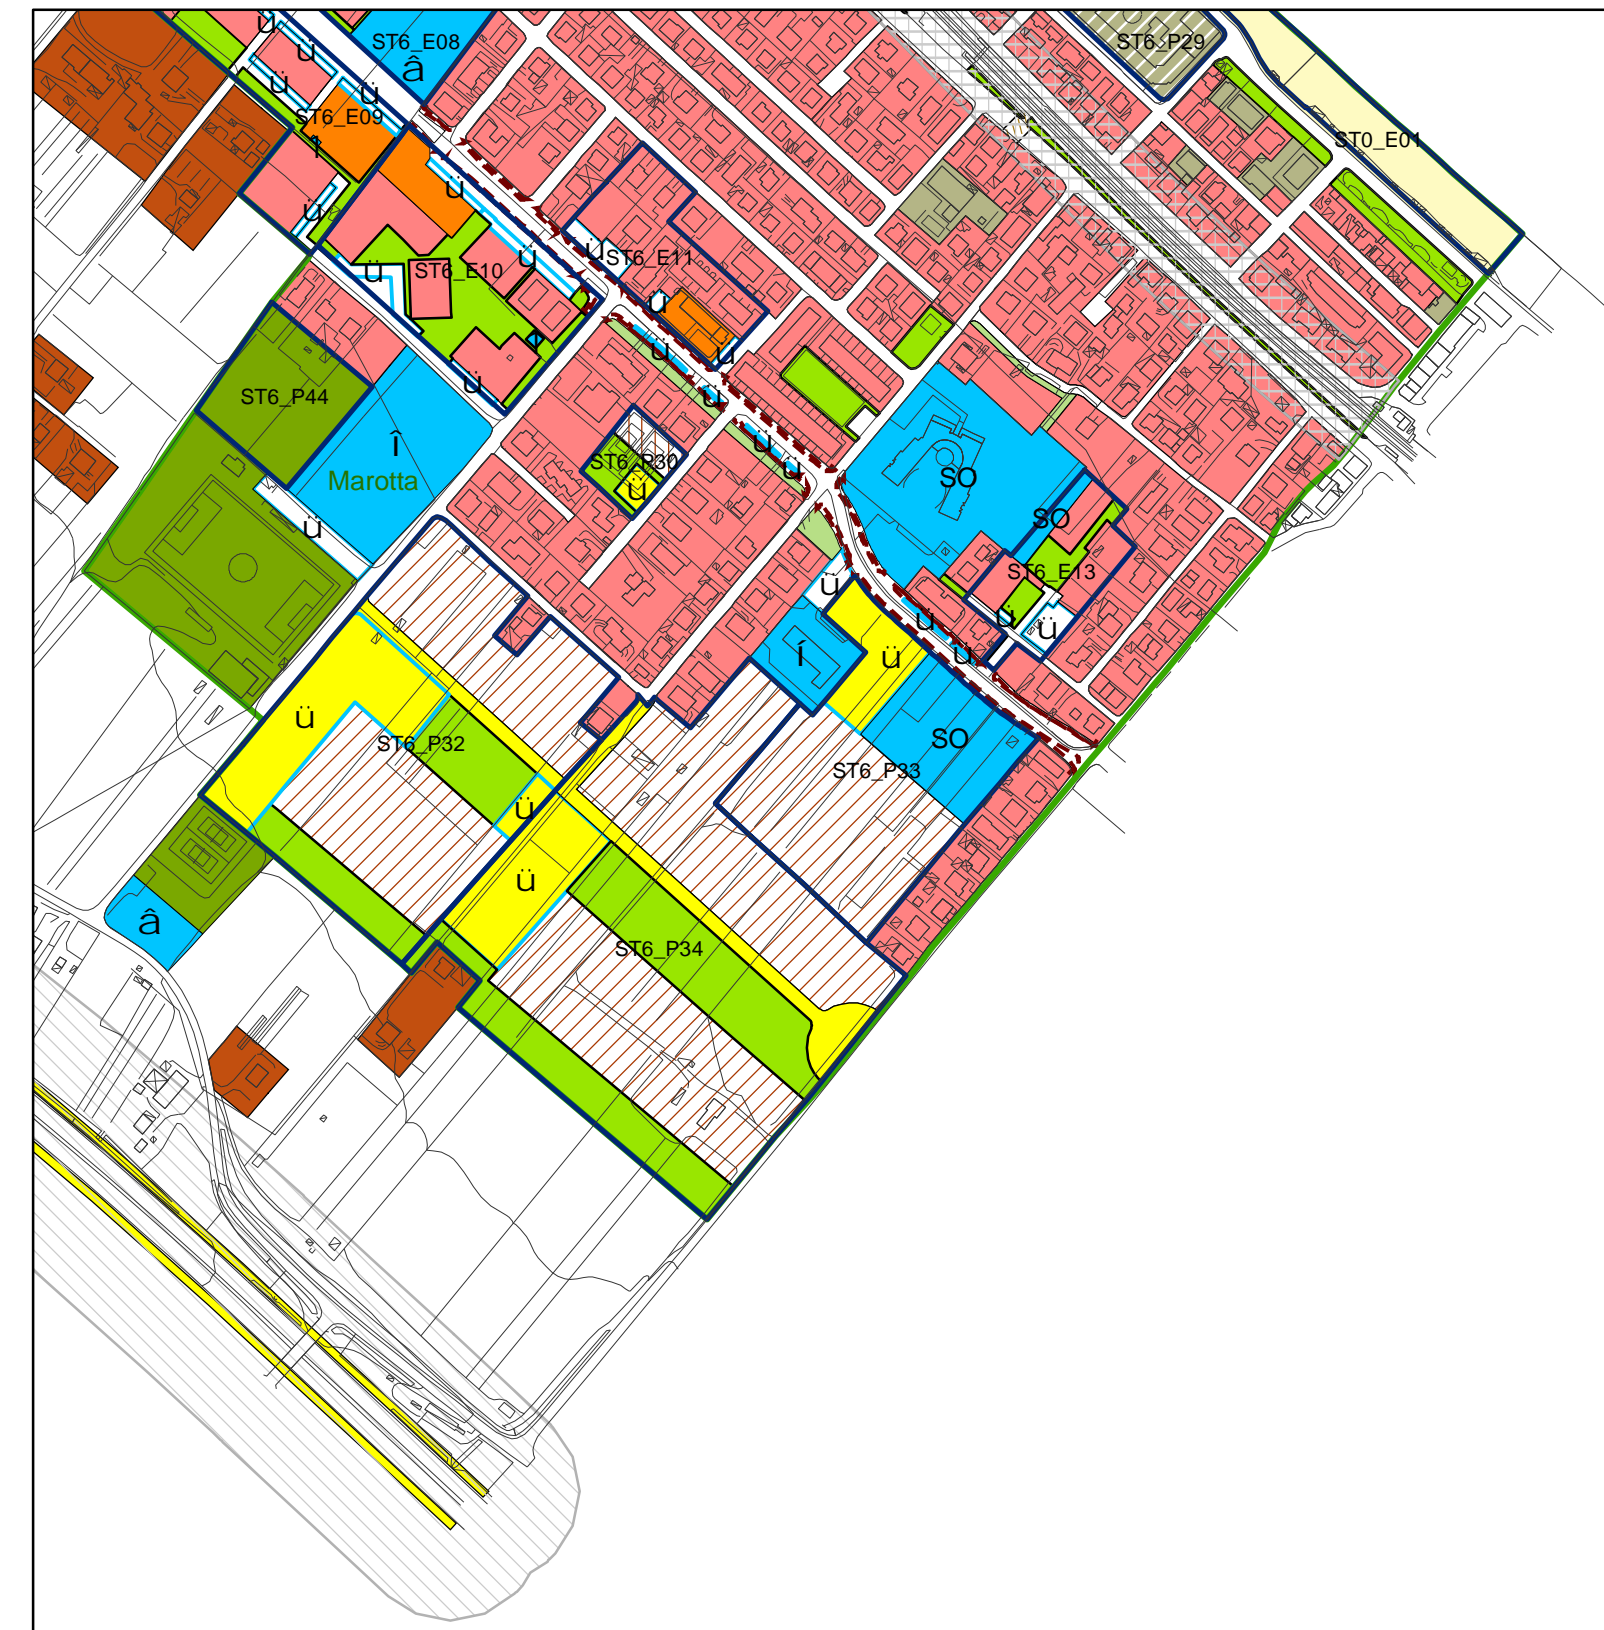 ü
ü
ST6_E08
ST6_P29
â
ü
ü
ST6_E09
ST0_E01
ü
ü
ü
ST6_E11
ü
ü
ST6_E10
ü
ü
ü
ü
ü
ST6_P44
ü
Î
ü
ü
ST6_P30
Marotta
SO
ü
SO
ü
ST6_E13
ü
ü
ü
ü
Í
ü
ü
ü
SO
ST6_P32
ST6_P33
ü
ü
â
ST6_P34